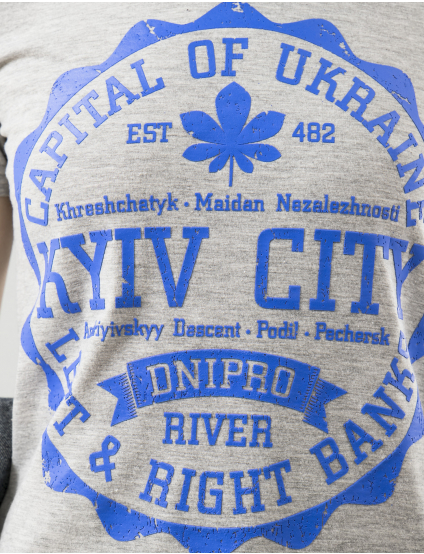 CAPITAL OF UKRAINE
EST 482
Khreshchatyk · Maidan Nezalezhnosti
KYIV CITY
Andriyivskyy Descent · Podil · Pechersk
DNIPRO
RIVER
LEFT & RIGHT BANK